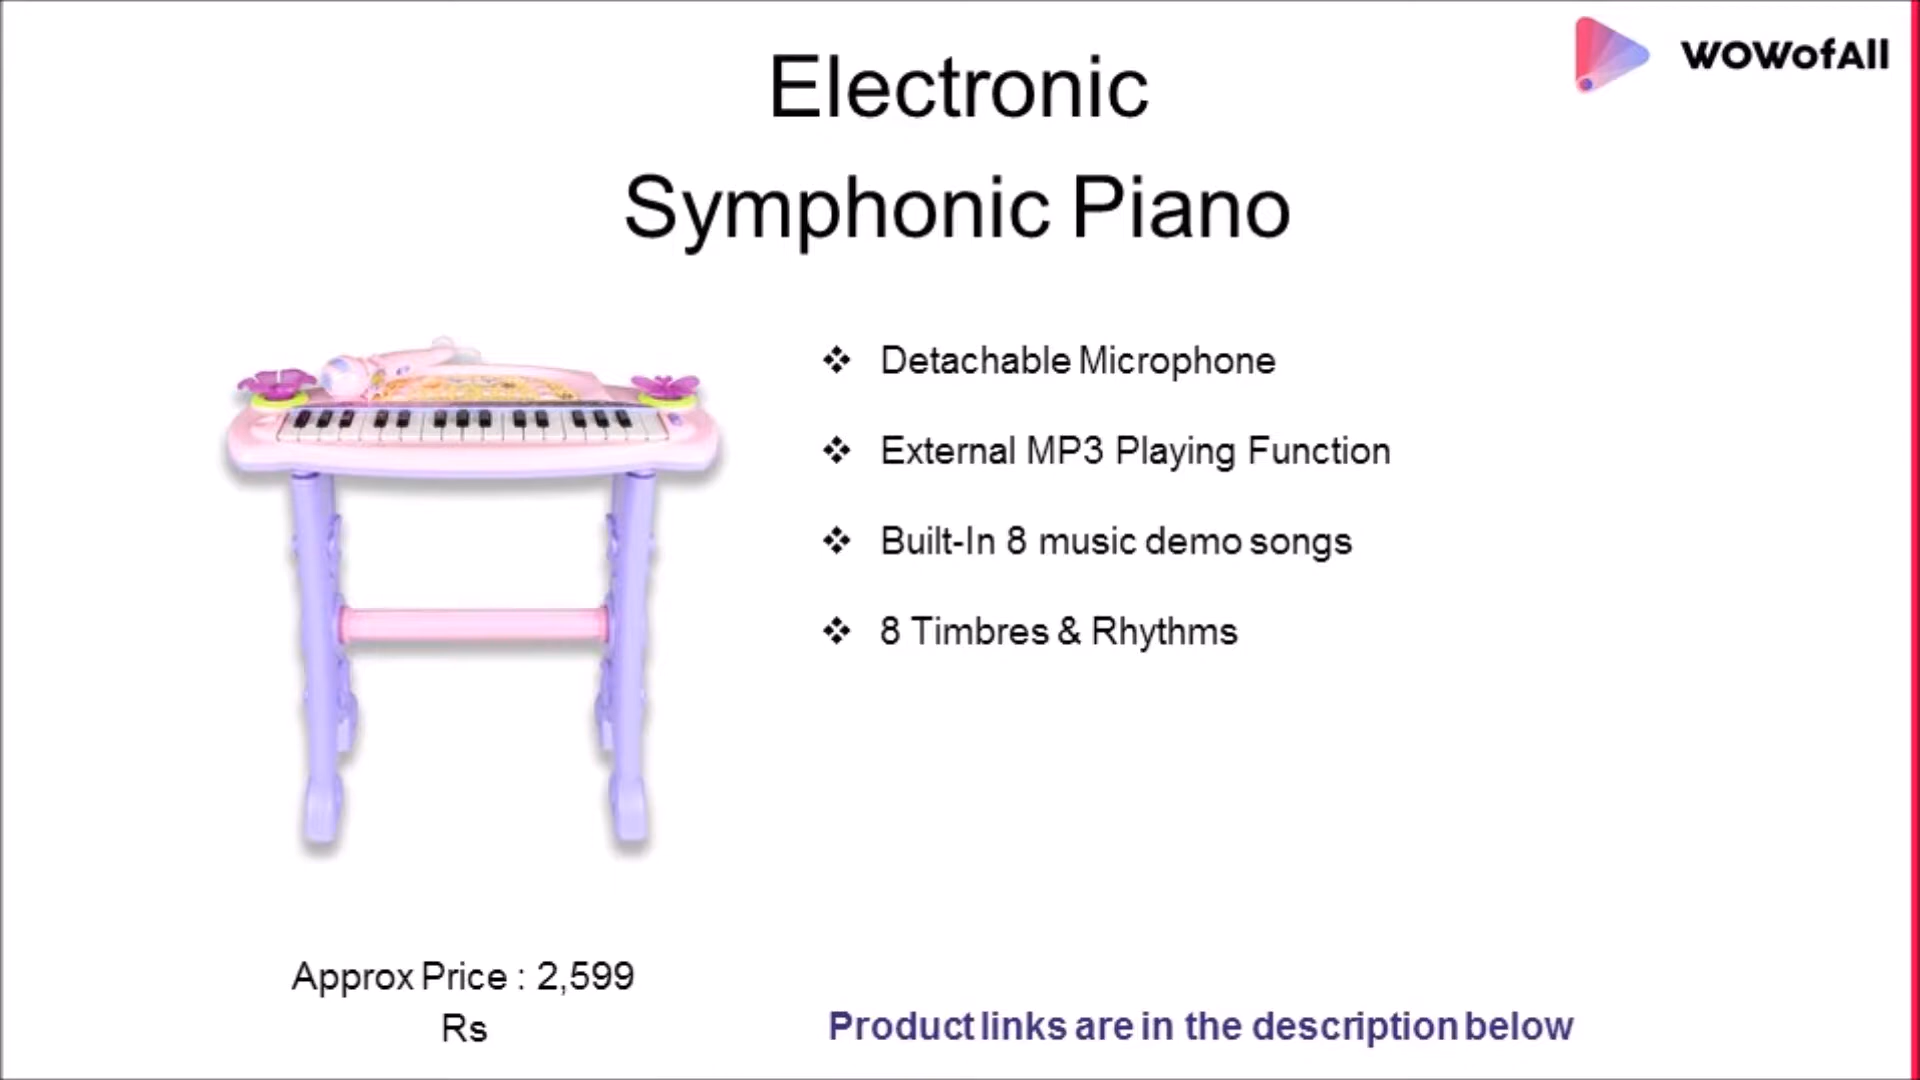 WOWofAll
Electronic
Symphonic Piano
Detachable Microphone
External MP3 Playing Function
Built-In 8 music demo songs
8 Timbres & Rhythms
Approx Price : 2,599
Rs
Product links are in the description below